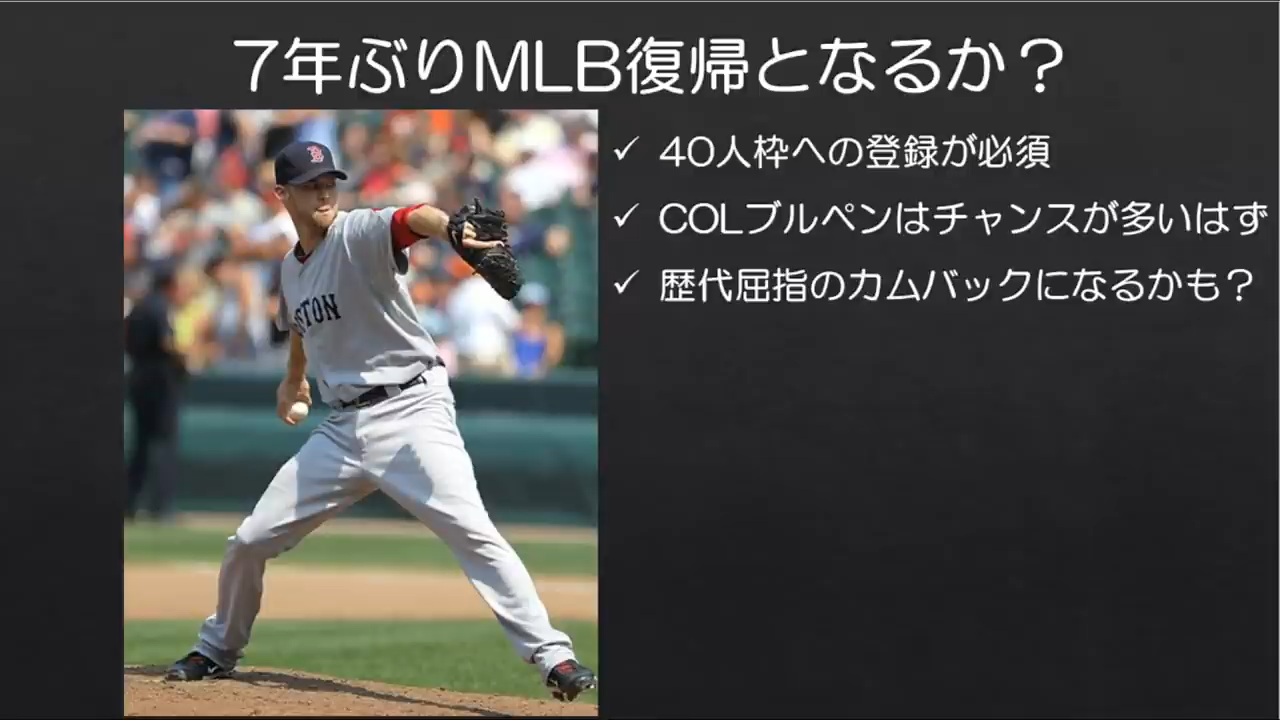 7年ぶりMLB復帰となるか？
40人枠への登録が必須
COLブルペンはチャンスが多いはず
歴代屈指のカムバックになるかも？
B
STON